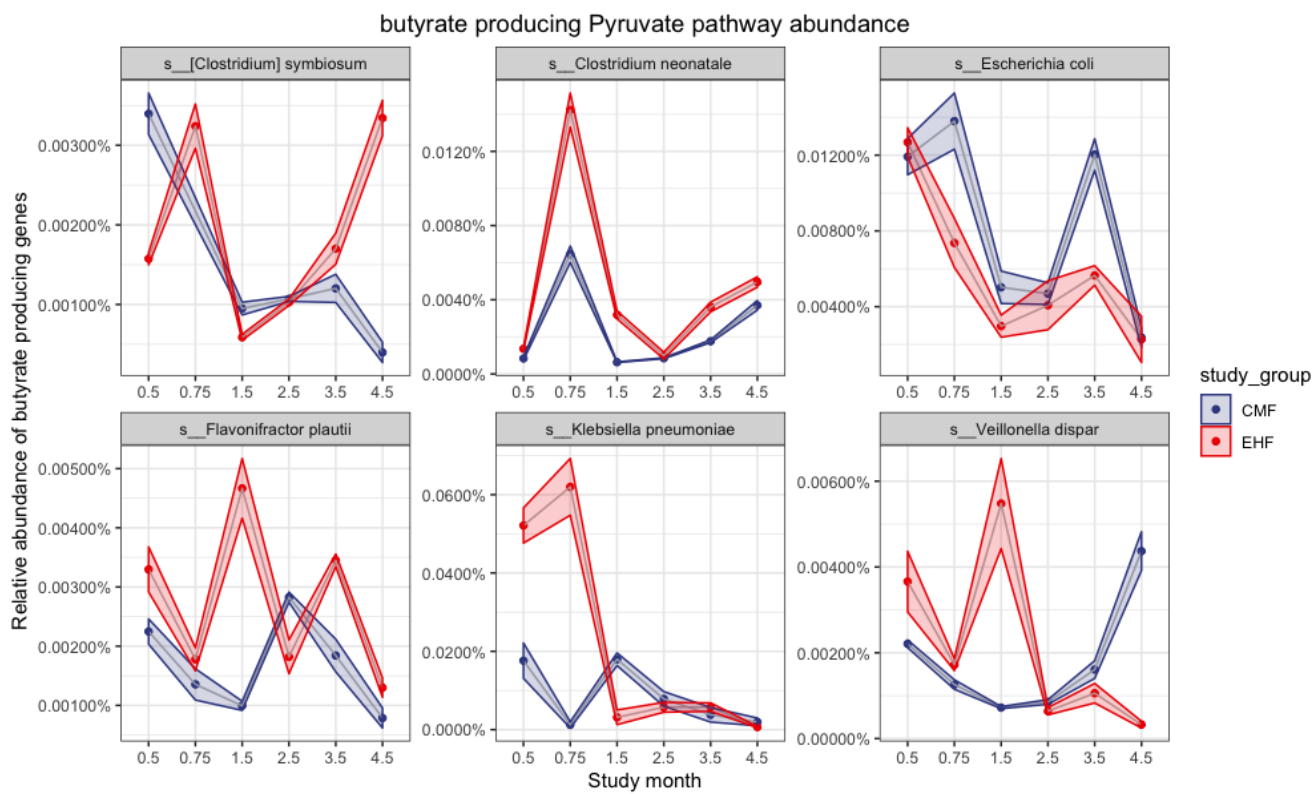 butyrate producing Pyruvate pathway abundance
s__[Clostridium] symbiosum
s__Clostridium neonatale
s__Escherichia coli
0.00300%
0.00200%
0.00100%
0.0120%
0.0080%
0.0040%
0.0000%
0.01200%
0.00800%
0.00400%
0.5 0.75 1.5 2.5 3.5 4.5
0.5 0.75 1.5 2.5 3.5 4.5
0.5 0.75 1.5 2.5 3.5 4.5
s__Flavonifractor plautii
s__Klebsiella pneumoniae
s__Veillonella dispar
0.00500%
0.00400%
0.00300%
0.00200%
0.00100%
0.0600%
0.0400%
0.0200%
0.0000%
0.00600%
0.00400%
0.00200%
0.00000%
0.5 0.75 1.5 2.5 3.5 4.5
0.5 0.75 1.5 2.5 3.5 4.5
0.5 0.75 1.5 2.5 3.5 4.5
Study month
Relative abundance of butyrate producing genes
study_group
CMF
EHF